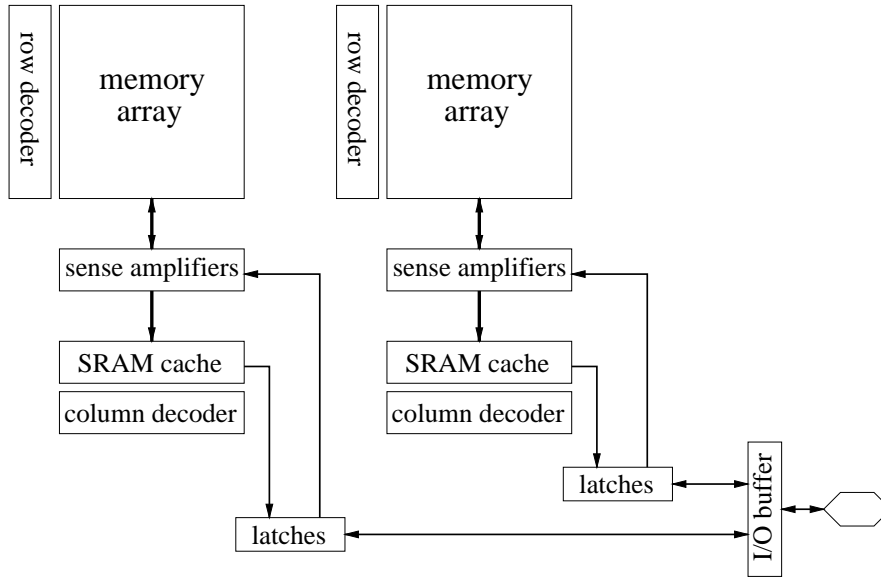 row decoder
memory
array
row decoder
memory
array
sense amplifiers
sense amplifiers
SRAM cache
SRAM cache
column decoder
column decoder
latches
I/O buffer
latches